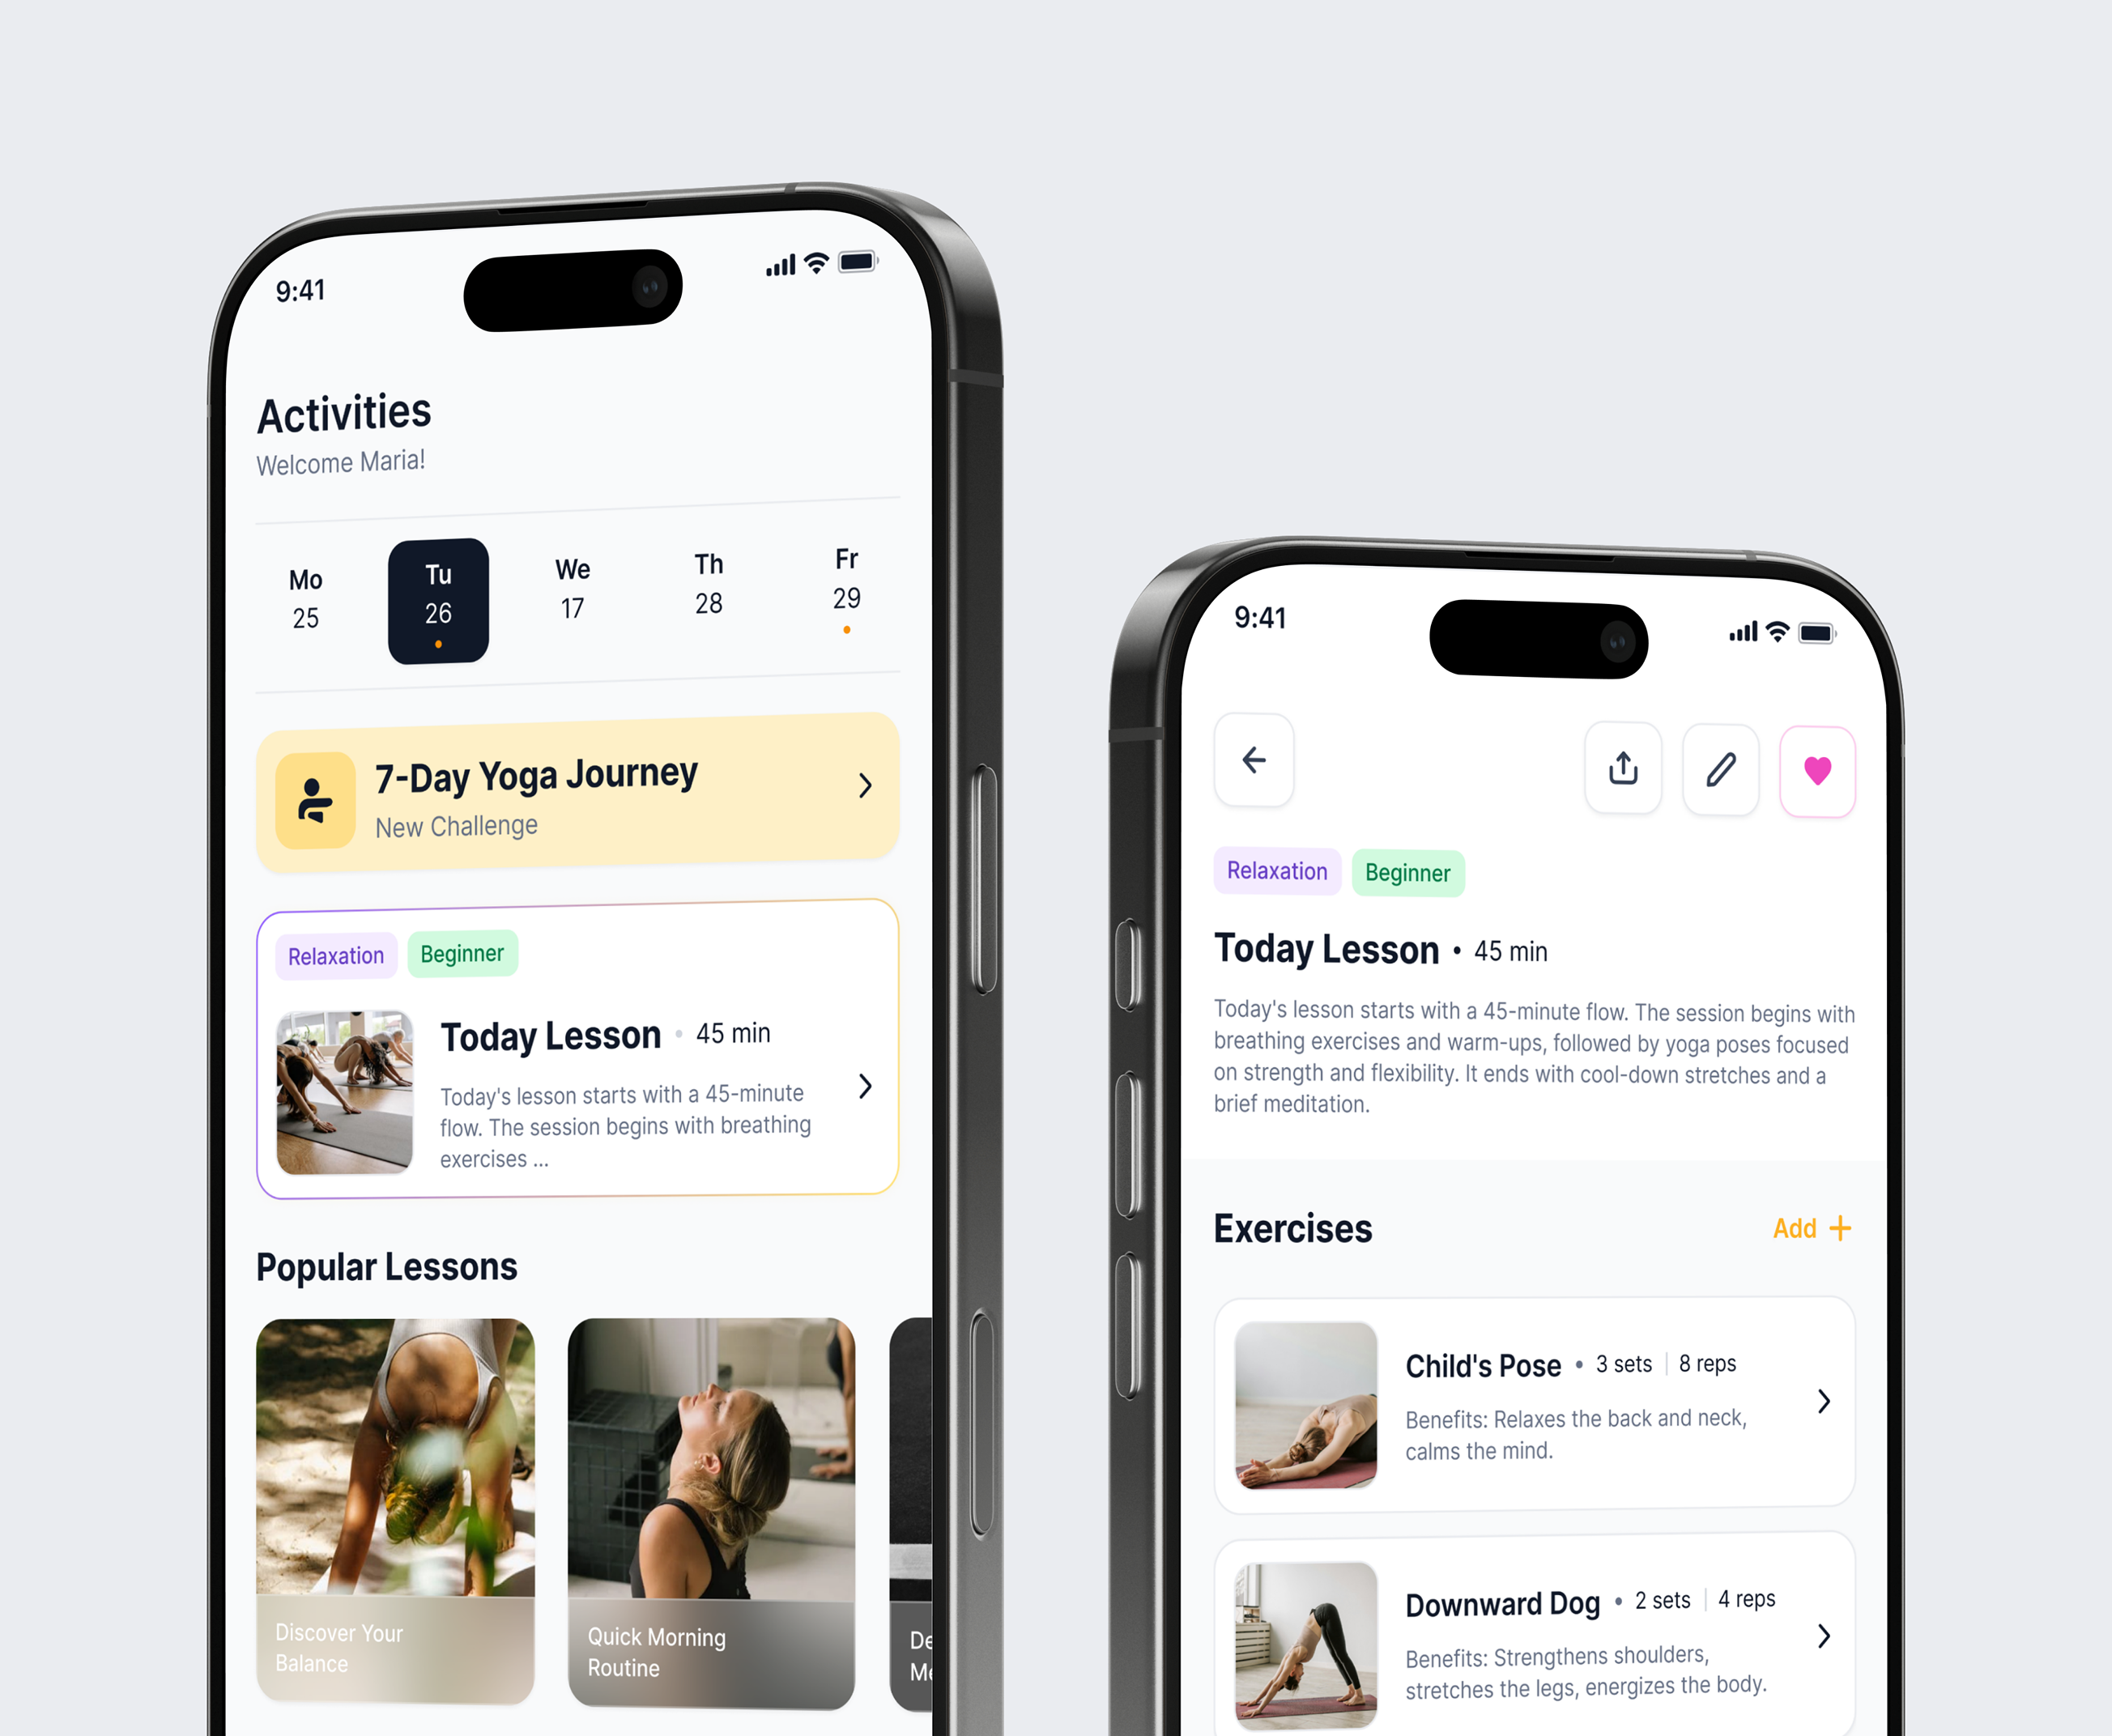 9:41
Activities
Welcome Maria!
Mo
25
Tu
26
We
17
Th
28
Fr
29
7-Day Yoga Journey
New Challenge
Relaxation
Beginner
Today Lesson • 45 min
Today's lesson starts with a 45-minute
flow. The session begins with breathing
exercises ...
Popular Lessons
Discover Your
Balance
Quick Morning
Routine
9:41
Relaxation
Beginner
Today Lesson • 45 min
Today's lesson starts with a 45-minute flow. The session begins with
breathing exercises and warm-ups, followed by yoga poses focused
on strength and flexibility. It ends with cool-down stretches and a
brief meditation.
Exercises
Add +
Child's Pose • 3 sets | 8 reps
Benefits: Relaxes the back and neck,
calms the mind.
Downward Dog • 2 sets | 4 reps
Benefits: Strengthens shoulders,
stretches the legs, energizes the body.